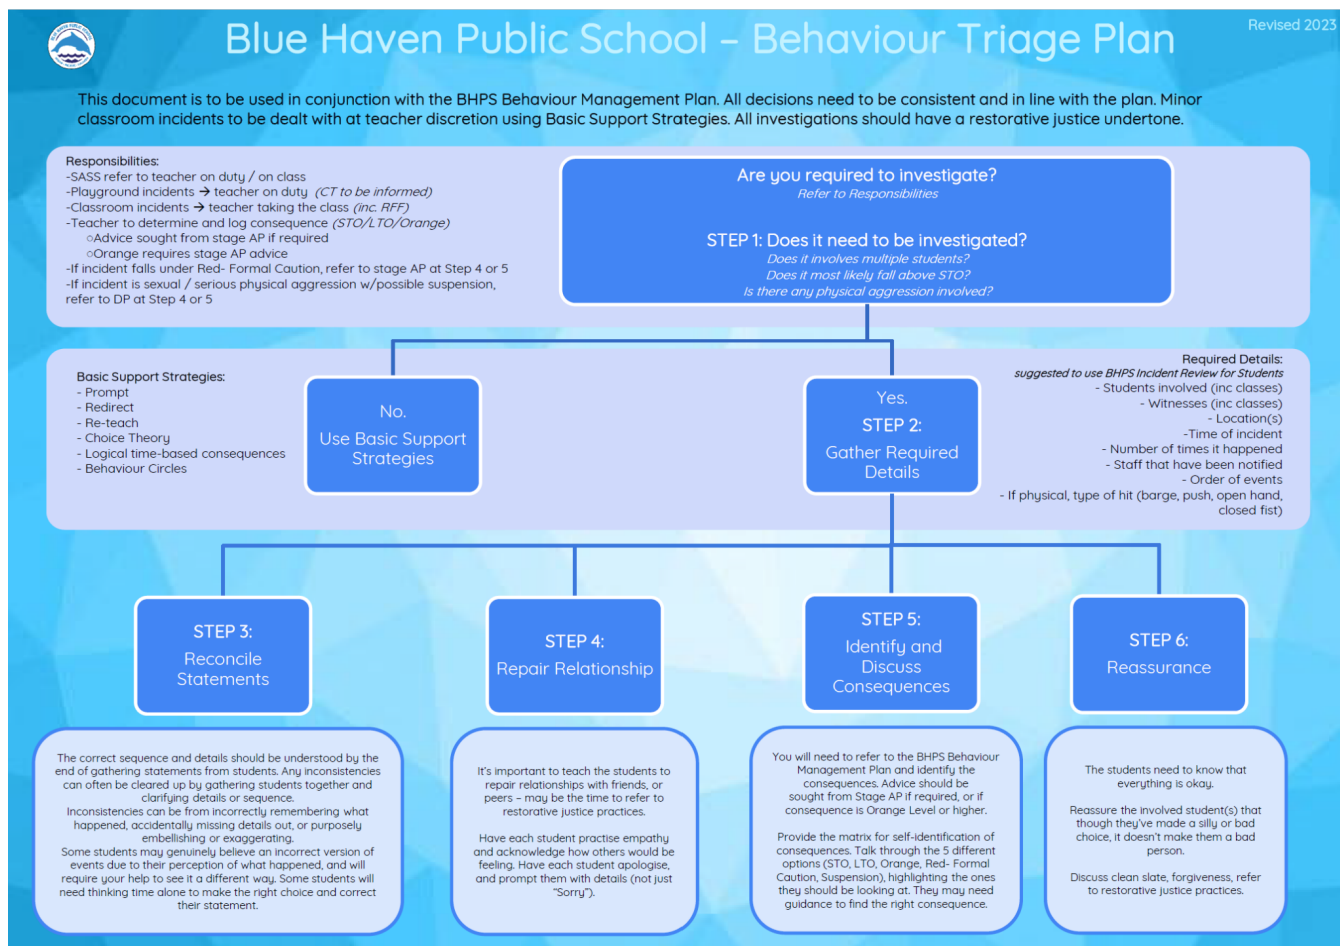 Blue Haven Public School – Behaviour Triage Plan
Revised 2023
This document is to be used in conjunction with the BHPS Behaviour Management Plan. All decisions need to be consistent and in line with the plan. Minor
classroom incidents to be dealt with at teacher discretion using Basic Support Strategies. All investigations should have a restorative justice undertone.
Responsibilities:
-SASS refer to teacher on duty / on class
-Playground incidents → teacher on duty (CT to be informed)
-Classroom incidents → teacher taking the class (inc. RFF)
-Teacher to determine and log consequence (STO/LTO/Orange)
○Advice sought from stage AP if required
○Orange requires stage AP advice
-If incident falls under Red- Formal Caution, refer to stage AP at Step 4 or 5
-If incident is sexual / serious physical aggression w/possible suspension,
refer to DP at Step 4 or 5
Are you required to investigate?
Refer to Responsibilities
STEP 1: Does it need to be investigated?
Does it involves multiple students?
Does it most likely fall above STO?
Is there any physical aggression involved?
Basic Support Strategies:
- Prompt
- Redirect
- Re-teach
- Choice Theory
- Logical time-based consequences
- Behaviour Circles
No.
Use Basic Support
Strategies
Yes.
STEP 2:
Gather Required
Details
Required Details:
suggested to use BHPS Incident Review for Students
- Students involved (inc classes)
- Witnesses (inc classes)
- Location(s)
-Time of incident
- Number of times it happened
- Staff that have been notified
- Order of events
- If physical, type of hit (barge, push, open hand,
closed fist)
STEP 3:
Reconcile
Statements
STEP 4:
Repair Relationship
STEP 5:
Identify and
Discuss
Consequences
STEP 6:
Reassurance
The correct sequence and details should be understood by the
end of gathering statements from students. Any inconsistencies
can often be cleared up by gathering students together and
clarifying details or sequence.
Inconsistencies can be from incorrectly remembering what
happened, accidentally missing details out, or purposely
embellishing or exaggerating.
Some students may genuinely believe an incorrect version of
events due to their perception of what happened, and will
require your help to see it a different way. Some students will
need thinking time alone to make the right choice and correct
their statement.
It's important to teach the students to
repair relationships with friends, or
peers – may be the time to refer to
restorative justice practices.
Have each student practise empathy
and acknowledge how others would be
feeling. Have each student apologise,
and prompt them with details (not just
“Sorry”).
You will need to refer to the BHPS Behaviour
Management Plan and identify the
consequences. Advice should be
sought from Stage AP if required, or if
consequence is Orange Level or higher.
Provide the matrix for self-identification of
consequences. Talk through the 5 different
options (STO, LTO, Orange, Red- Formal
Caution, Suspension), highlighting the ones
they should be looking at. They may need
guidance to find the right consequence.
The students need to know that
everything is okay.
Reassure the involved student(s) that
though they've made a silly or bad
choice, it doesn't make them a bad
person.
Discuss clean slate, forgiveness, refer
to restorative justice practices.